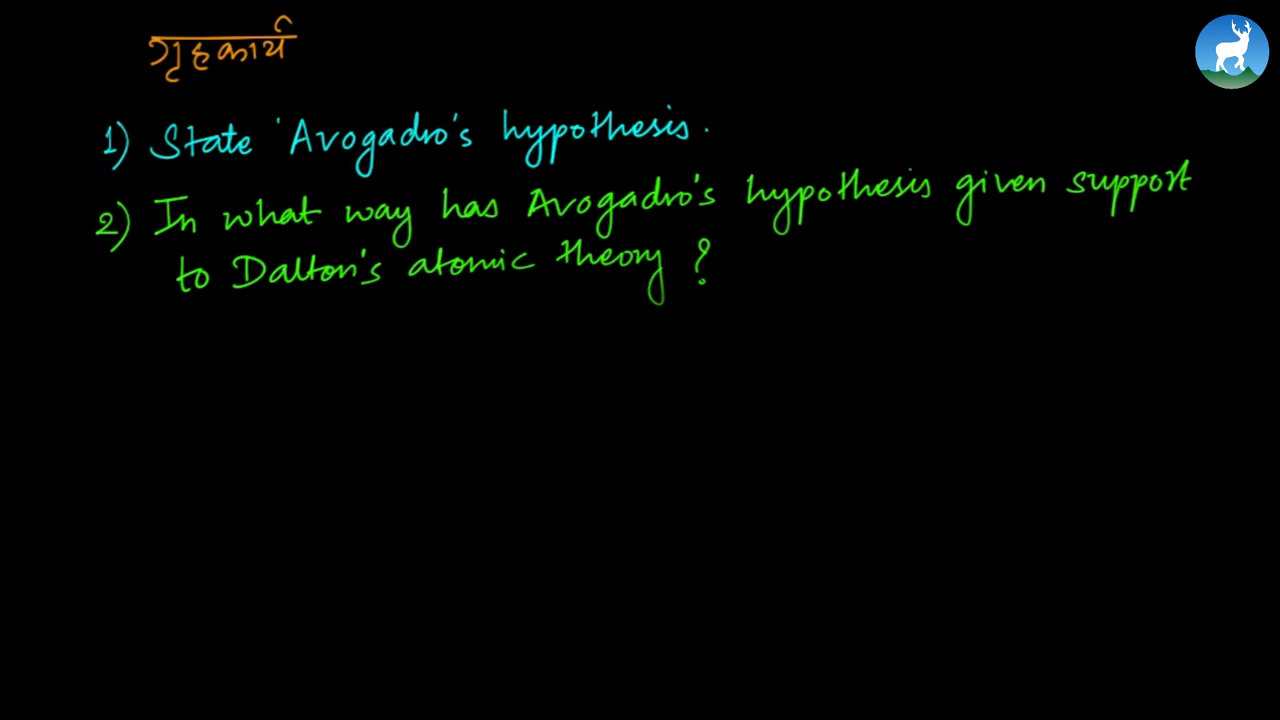 गृहकार्य
1) State 'Avogadro's hypothesis.
2) In what way has Avogadro's hypothesis given support
to Dalton's atomic theory ?